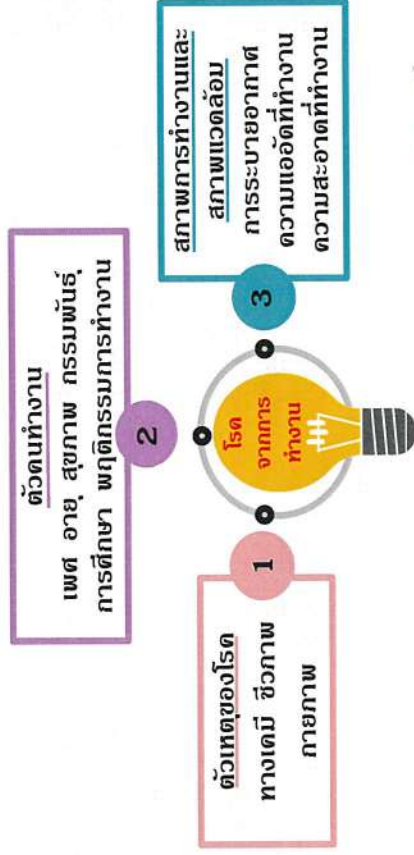 โรค
จากการ
ทำงาน
1
ตัวเหตุของโรค
ทางเคมี ชีวภาพ
กายภาพ
2
ตัวคนทำงาน
เพศ อายุ สุขภาพ กรรมพันธุ์
การศึกษา พฤติกรรมการทำงาน
3
สภาพการทำงานและ
สภาพแวดล้อม
การระบายอากาศ
ความแออัดที่ทำงาน
ความสะอาดที่ทำงาน